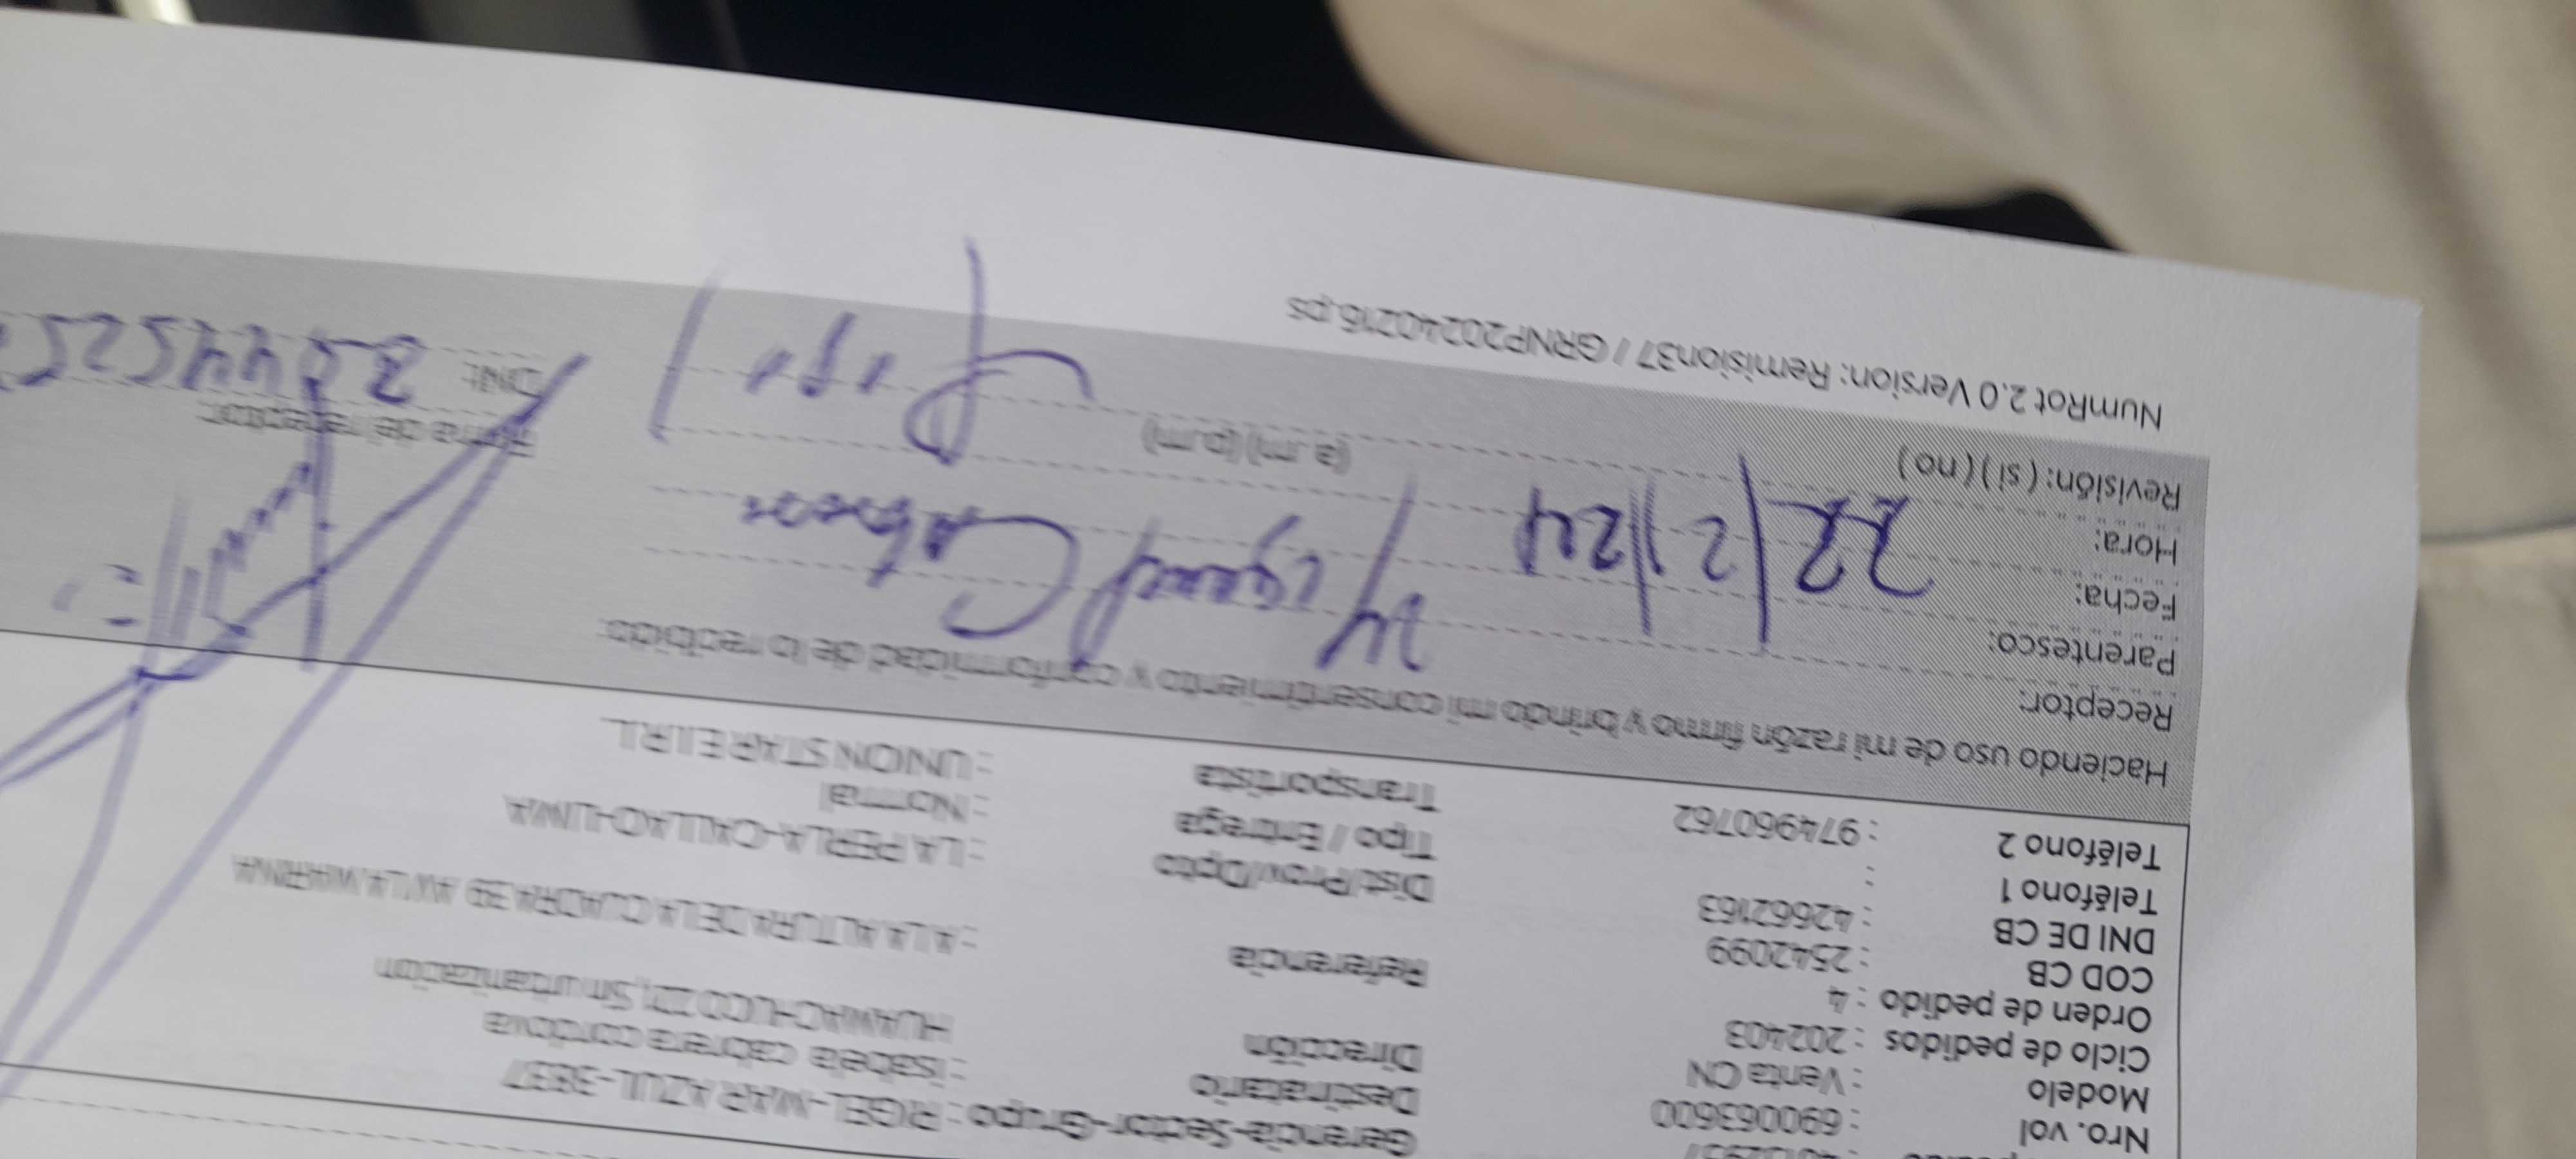 Nro. vol : 690063600
Gerencia-Sector-Grupo : RIGEL-MAR AZUL-3837
Modelo : Venta CN
Destinatario : isabela cabrera cordova
Ciclo de pedidos : 202403
Dirección HUAMACHUCO 221, Sin urbanizacion
Orden de pedido : 4
COD CB : 2542099
Referencia : A LA ALTURA DE LA CUADRA 39 AV LA MARINA
DNI DE CB : 42662163
Teléfono 1 :
Dist/Prov/Dpto : LA PERLA-CALLAO-LIMA
Teléfono 2 : 974960762
Tipo / Entrega : Normal
Transportista : UNION STAR E.I.R.L.
Haciendo uso de mi razón firmo y brindo mi consentimiento y conformidad de lo recibido.
Receptor:
Parentesco:
Fecha: 22/2/24
Hora: (a.m) (p.m)
Revisión: (si) (no)
Firma del receptor
DNI:
NumRot 2.0 Version: Remision37 / GRNP20240216.ps